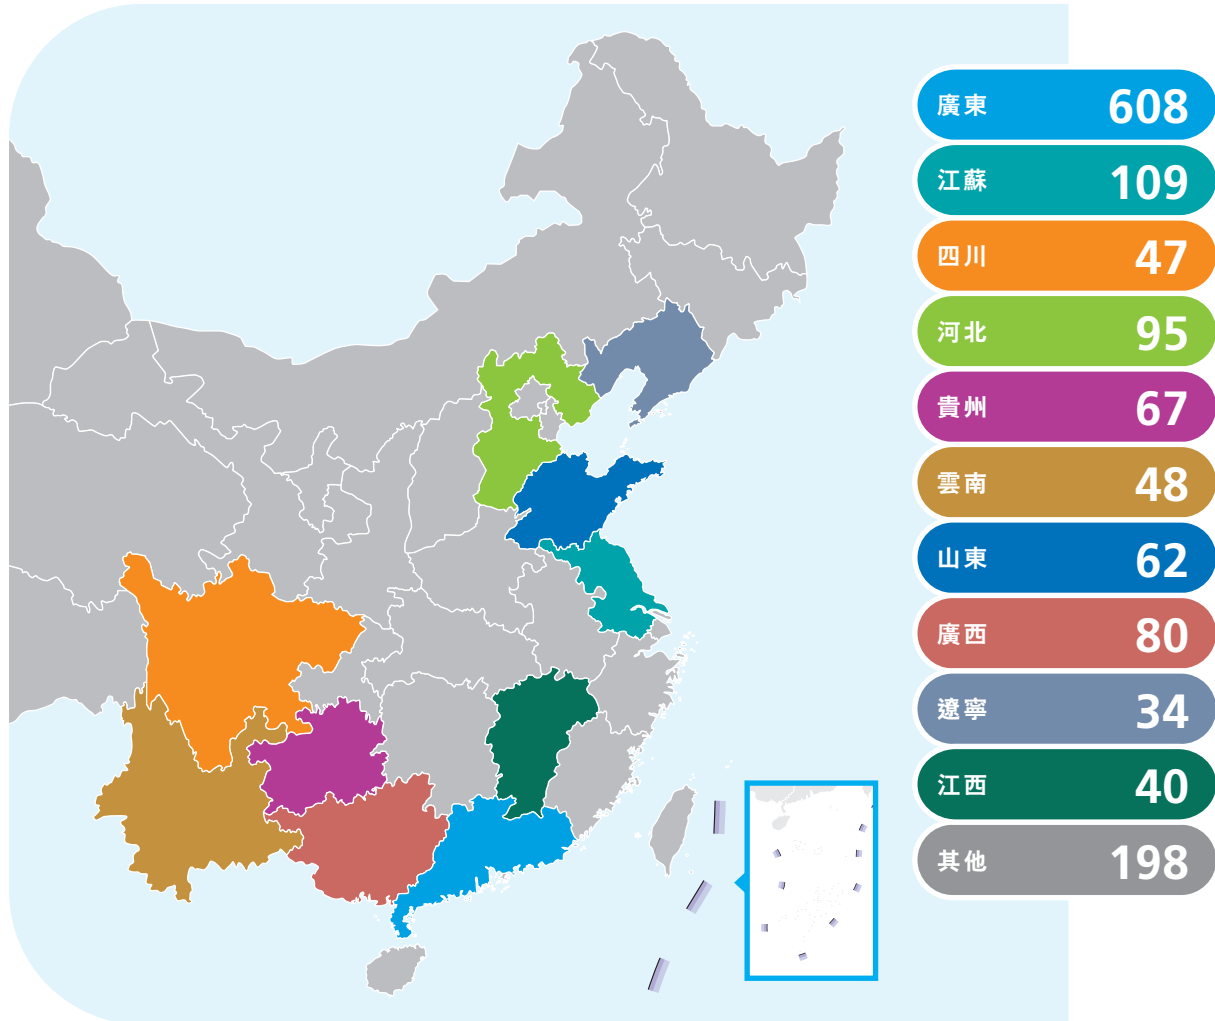 廣東 608
江蘇 109
四川 47
河北 95
貴州 67
雲南 48
山東 62
廣西 80
遼寧 34
江西 40
其他 198